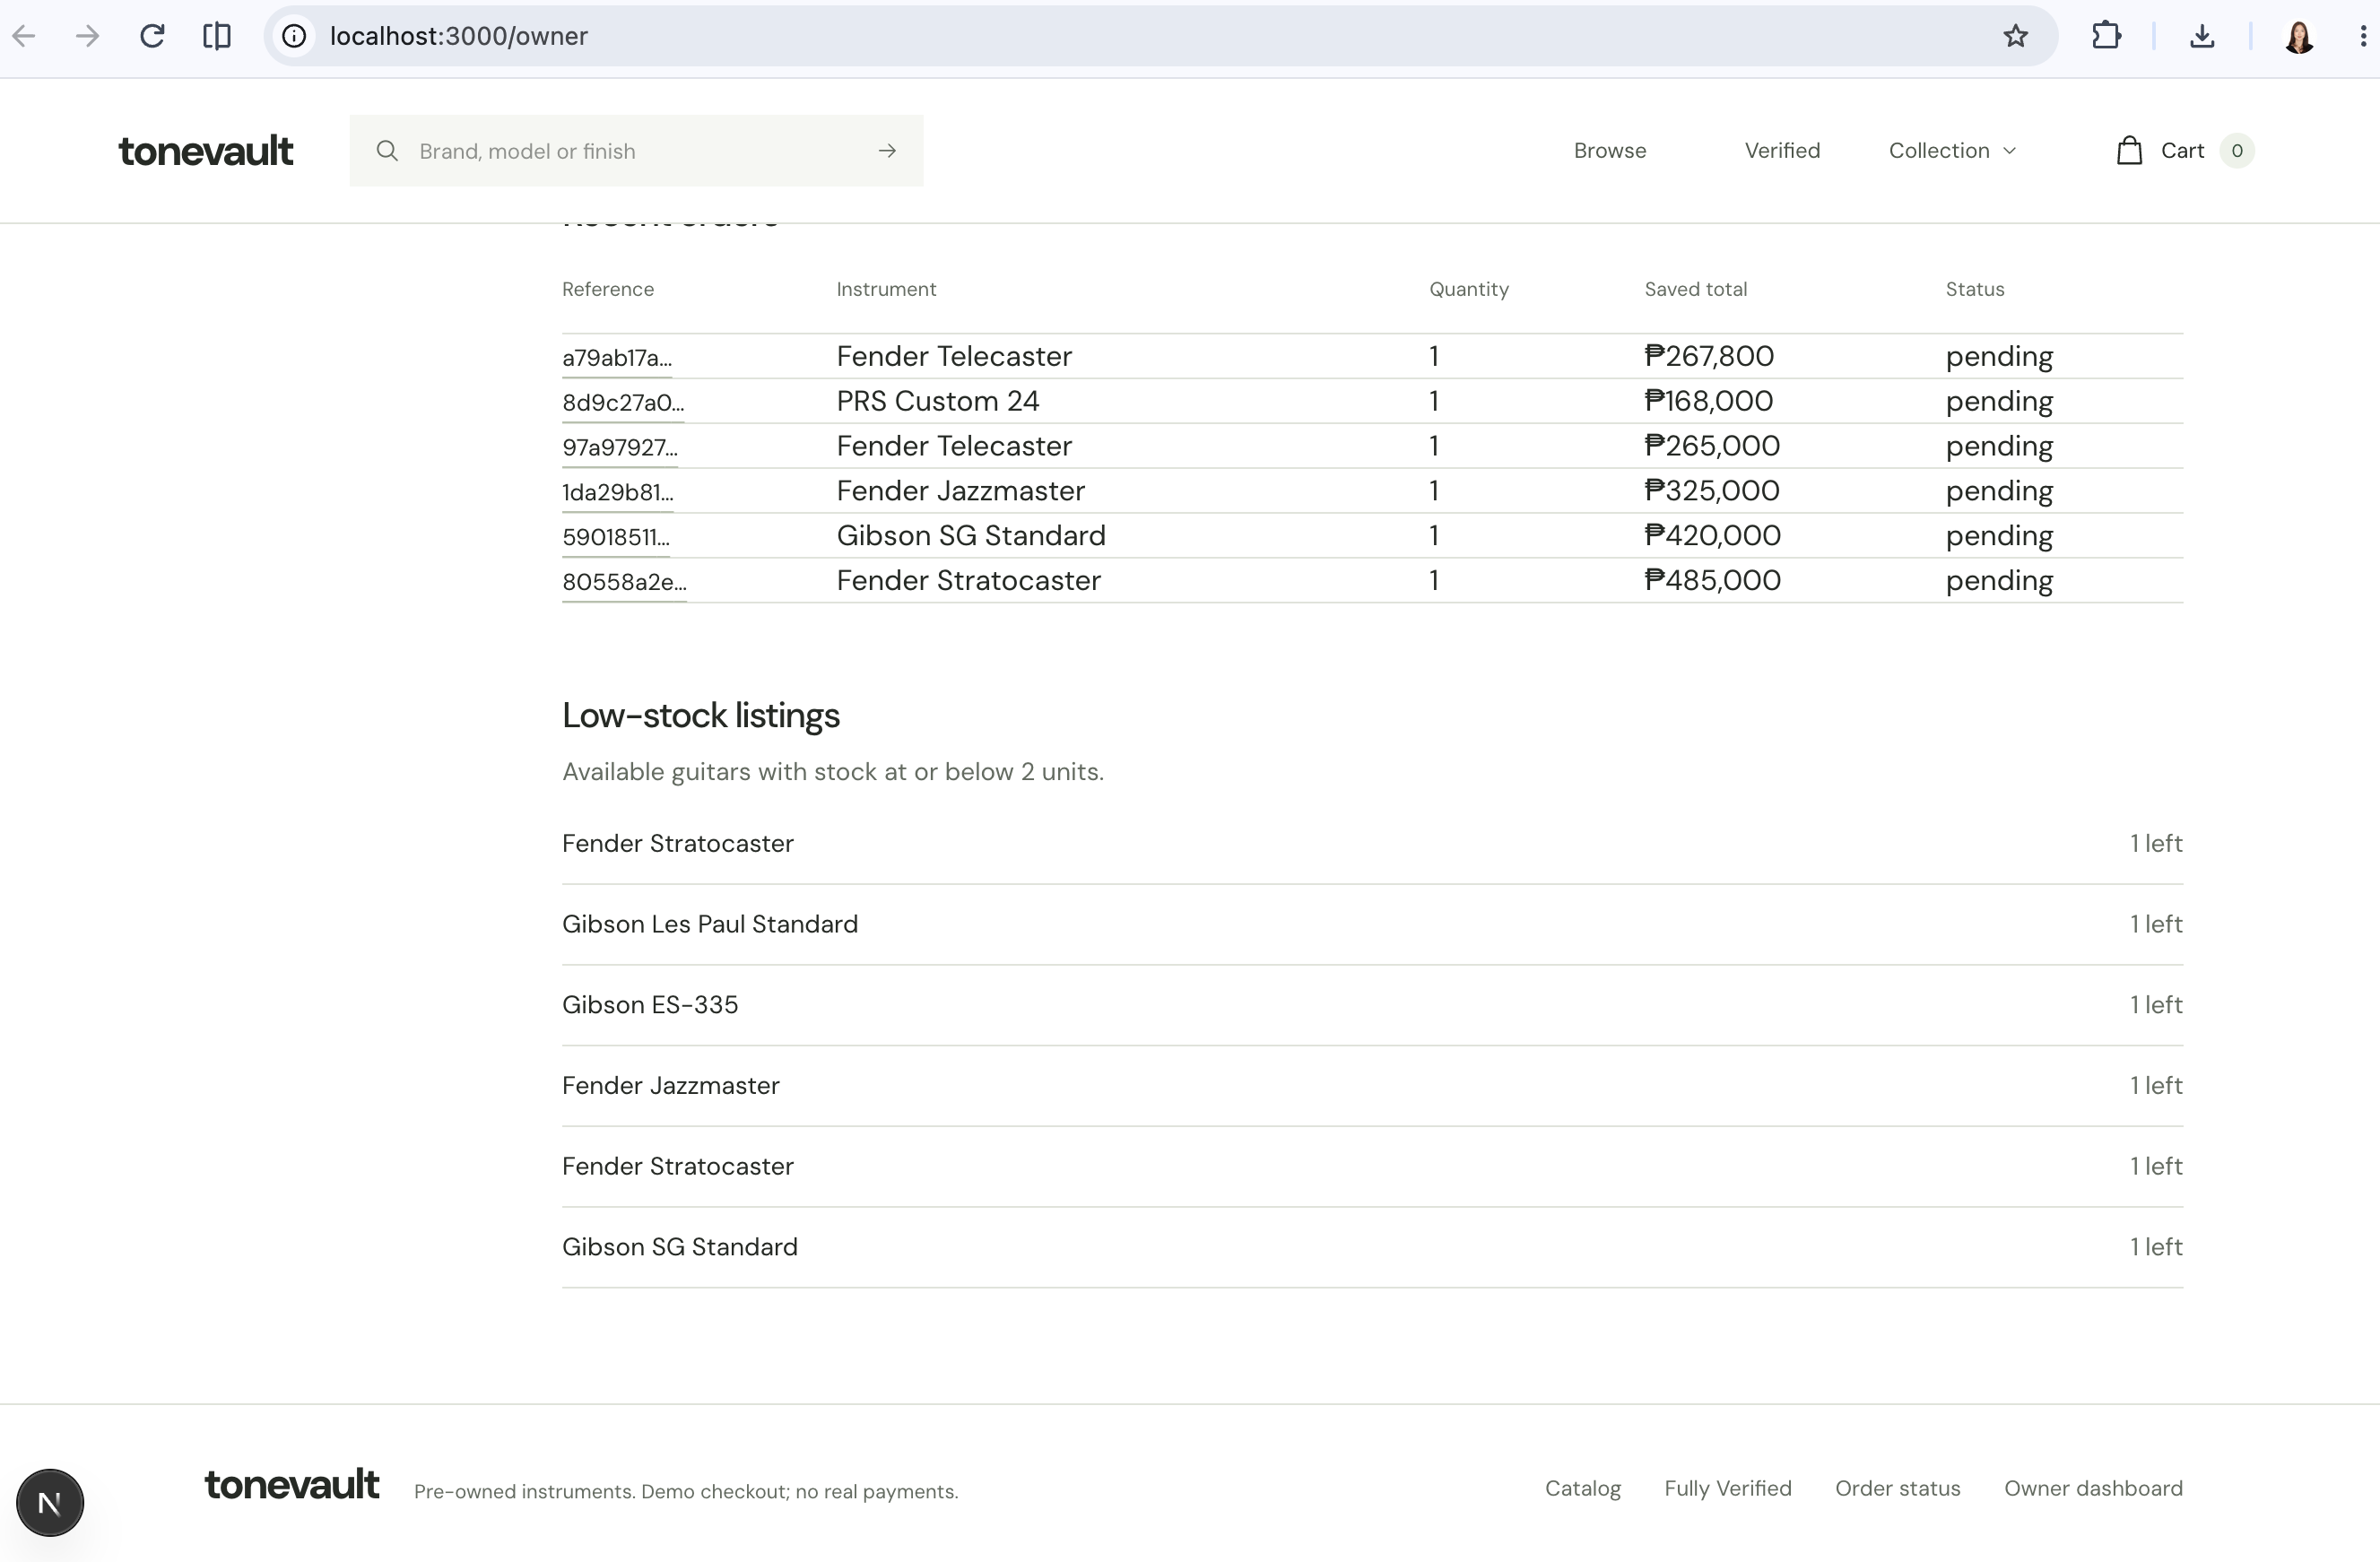 localhost:3000/owner
tonevault
Brand, model or finish
Browse Verified Collection Cart 0
Recent orders
Reference Instrument Quantity Saved total Status
a79ab17a... Fender Telecaster 1 ₱267,800 pending
8d9c27a0... PRS Custom 24 1 ₱168,000 pending
97a97927... Fender Telecaster 1 ₱265,000 pending
1da29b81... Fender Jazzmaster 1 ₱325,000 pending
59018511... Gibson SG Standard 1 ₱420,000 pending
80558a2e... Fender Stratocaster 1 ₱485,000 pending
Low-stock listings
Available guitars with stock at or below 2 units.
Fender Stratocaster 1 left
Gibson Les Paul Standard 1 left
Gibson ES-335 1 left
Fender Jazzmaster 1 left
Fender Stratocaster 1 left
Gibson SG Standard 1 left
tonevault Pre-owned instruments. Demo checkout; no real payments. Catalog Fully Verified Order status Owner dashboard
N